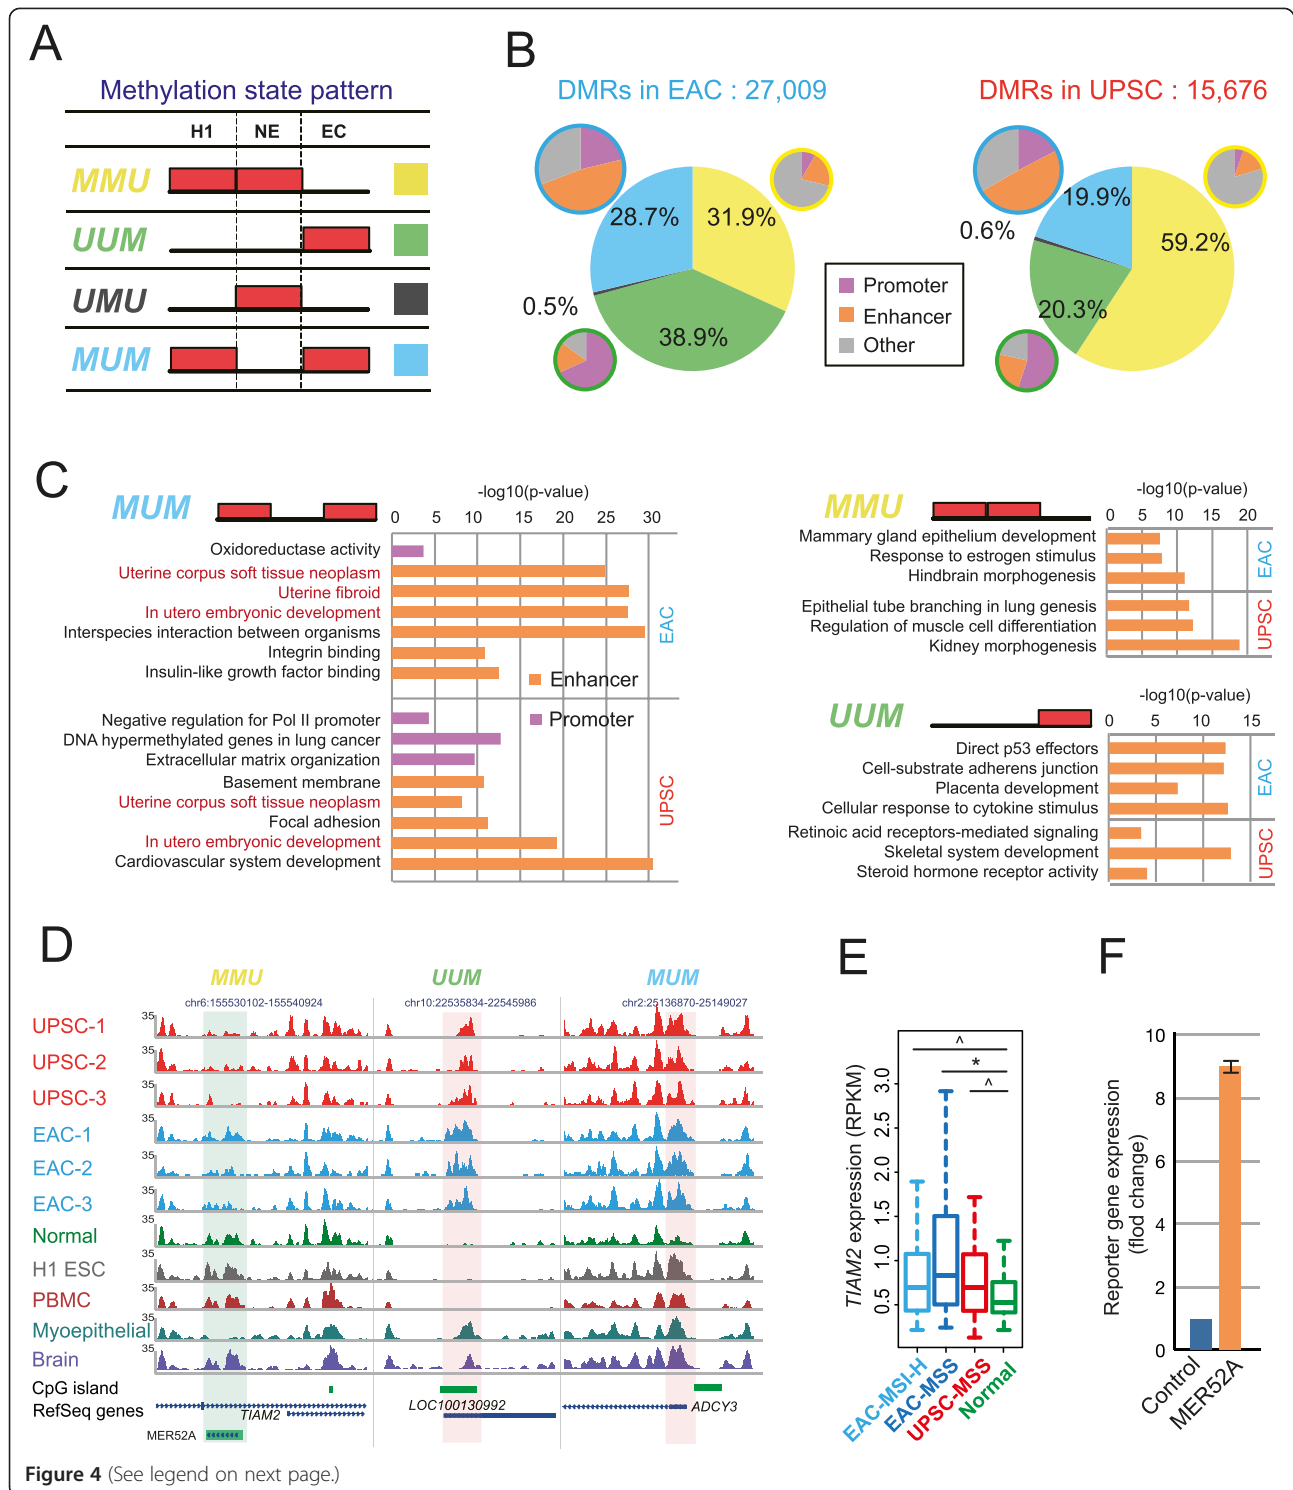 A
Methylation state pattern
H1 NE EC
MMU
UUM
UMU
MUM
B
DMRs in EAC : 27,009
28.7%
31.9%
0.5%
38.9%
Promoter
Enhancer
Other
DMRs in UPSC : 15,676
19.9%
0.6%
59.2%
20.3%
C
MUM
-log10(p-value)
0 5 10 15 20 25 30
Oxidoreductase activity
Uterine corpus soft tissue neoplasm
Uterine fibroid
In utero embryonic development
Interspecies interaction between organisms
Integrin binding
Insulin-like growth factor binding
EAC
Enhancer
Promoter
Negative regulation for Pol II promoter
DNA hypermethylated genes in lung cancer
Extracellular matrix organization
Basement membrane
Uterine corpus soft tissue neoplasm
Focal adhesion
In utero embryonic development
Cardiovascular system development
UPSC
MMU
-log10(p-value)
0 5 10 15 20
Mammary gland epithelium development
Response to estrogen stimulus
Hindbrain morphogenesis
EAC
Epithelial tube branching in lung genesis
Regulation of muscle cell differentiation
Kidney morphogenesis
UPSC
UUM
-log10(p-value)
0 5 10 15
Direct p53 effectors
Cell-substrate adherens junction
Placenta development
Cellular response to cytokine stimulus
EAC
Retinoic acid receptors-mediated signaling
Skeletal system development
Steroid hormone receptor activity
UPSC
D
MMU UUM MUM
chr6:155530102-155540924 chr10:22535834-22545986 chr2:25136870-25149027
UPSC-1 35
UPSC-2 35
UPSC-3 35
EAC-1 35
EAC-2 35
EAC-3 35
Normal 35
H1 ESC 35
PBMC 35
Myoepithelial 35
Brain 35
CpG island
RefSeq genes
TIAM2
LOC100130992
ADCY3
MER52A
E
TIAM2 expression (RPKM)
3.0
2.5
2.0
1.5
1.0
0.5
^
*
^
EAC-MSI-H
EAC-MSS
UPSC-MSS
Normal
F
Reporter gene expression
(flod change)
10
8
6
4
2
0
Control
MER52A
Figure 4 (See legend on next page.)